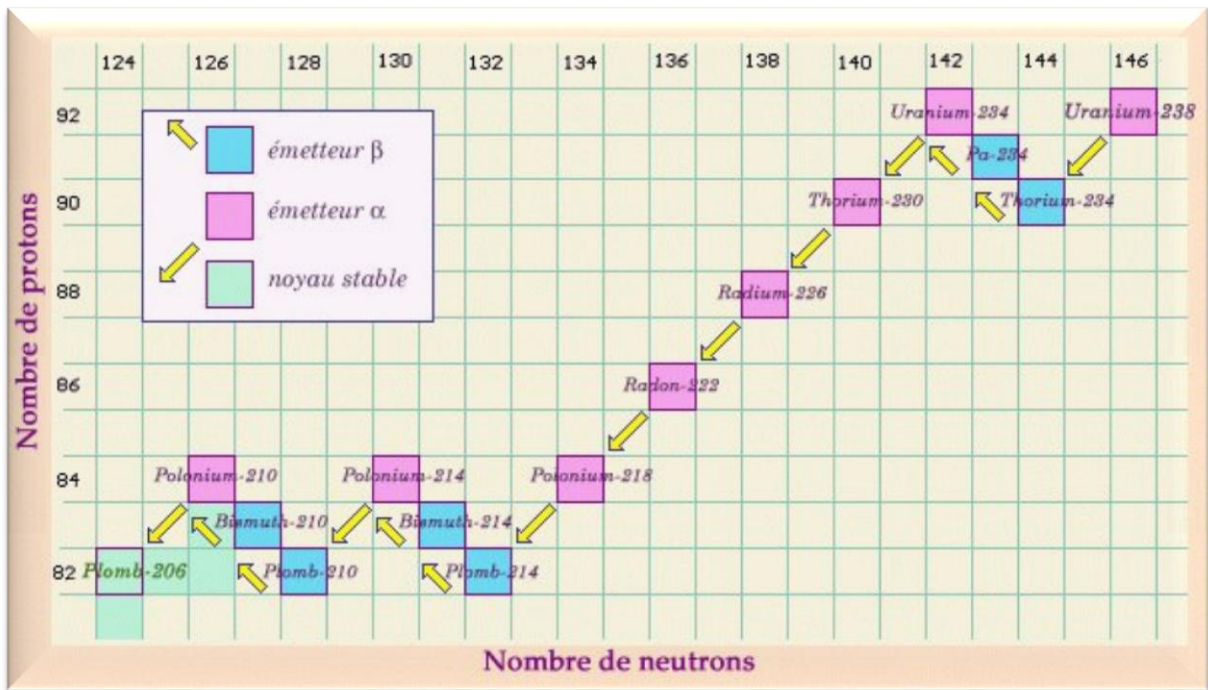 124 126 128 130 132 134 136 138 140 142 144 146
92
Uranium-234 Uranium-238
émetteur β
Pa-234
90
Thorium-230 Thorium-234
émetteur α
noyau stable
88
Radium-226
86
Radon-222
84
Polonium-210 Polonium-214 Polonium-218
Bismuth-210 Bismuth-214
82 Plomb-206 Plomb-210 Plomb-214
Nombre de protons
Nombre de neutrons